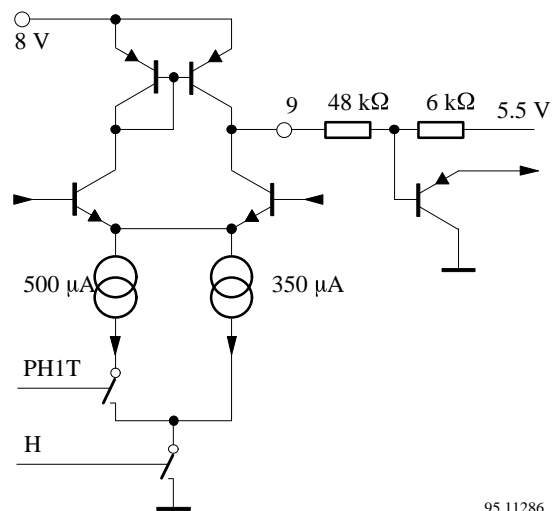 8 V
9
48 kΩ
6 kΩ
5.5 V
500 µA
350 µA
PH1T
H
95 11286